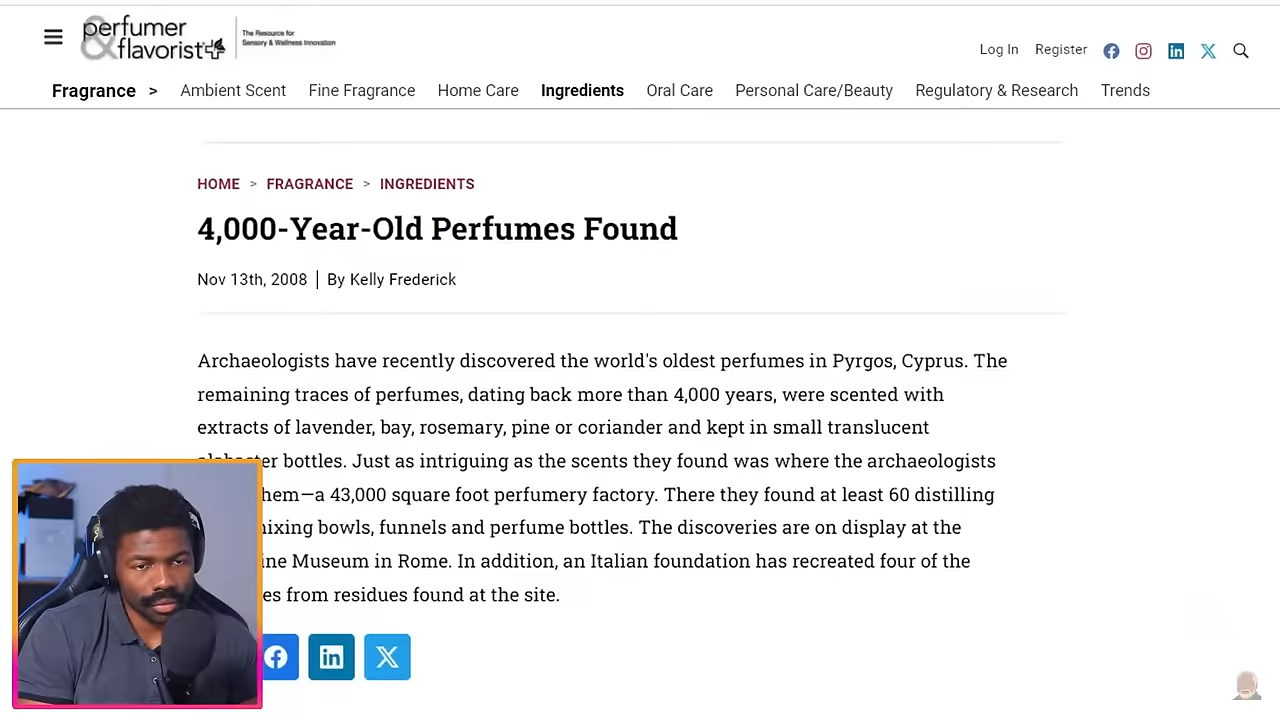 perfumer
& flavorist+
The Resource for
Sensory & Wellness Innovation
Log In Register
Fragrance > Ambient Scent Fine Fragrance Home Care Ingredients Oral Care Personal Care/Beauty Regulatory & Research Trends
HOME > FRAGRANCE > INGREDIENTS
4,000-Year-Old Perfumes Found
Nov 13th, 2008 | By Kelly Frederick
Archaeologists have recently discovered the world's oldest perfumes in Pyrgos, Cyprus. The
remaining traces of perfumes, dating back more than 4,000 years, were scented with
extracts of lavender, bay, rosemary, pine or coriander and kept in small translucent
bottles. Just as intriguing as the scents they found was where the archaeologists
hem—a 43,000 square foot perfumery factory. There they found at least 60 distilling
ixing bowls, funnels and perfume bottles. The discoveries are on display at the
ine Museum in Rome. In addition, an Italian foundation has recreated four of the
es from residues found at the site.